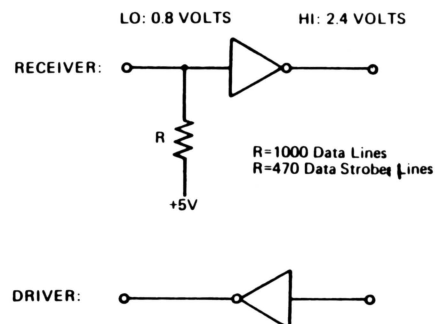 LO: 0.8 VOLTS HI: 2.4 VOLTS
RECEIVER:
R
R=1000 Data Lines
R=470 Data Strobe Lines
+5V
DRIVER: